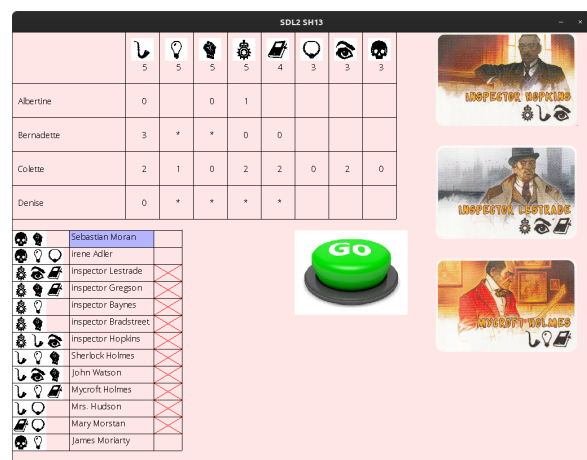 SDL2 SH13
5 5 5 5 4 3 3 3
Albertine 0 0 1
Bernadette 3 * * 0 0
Colette 2 1 0 2 2 0 2 0
Denise 0 * * * *
INSPECTOR HOPKINS
INSPECTOR LESTRADE
MYCROFT HOLMES
Go
Sebastian Moran
Irene Adler
inspector Lestrade
inspector Gregson
inspector Baynes
inspector Bradstreet
inspector Hopkins
Sherlock Holmes
John Watson
Mycroft Holmes
Mrs. Hudson
Mary Morstan
James Moriarty